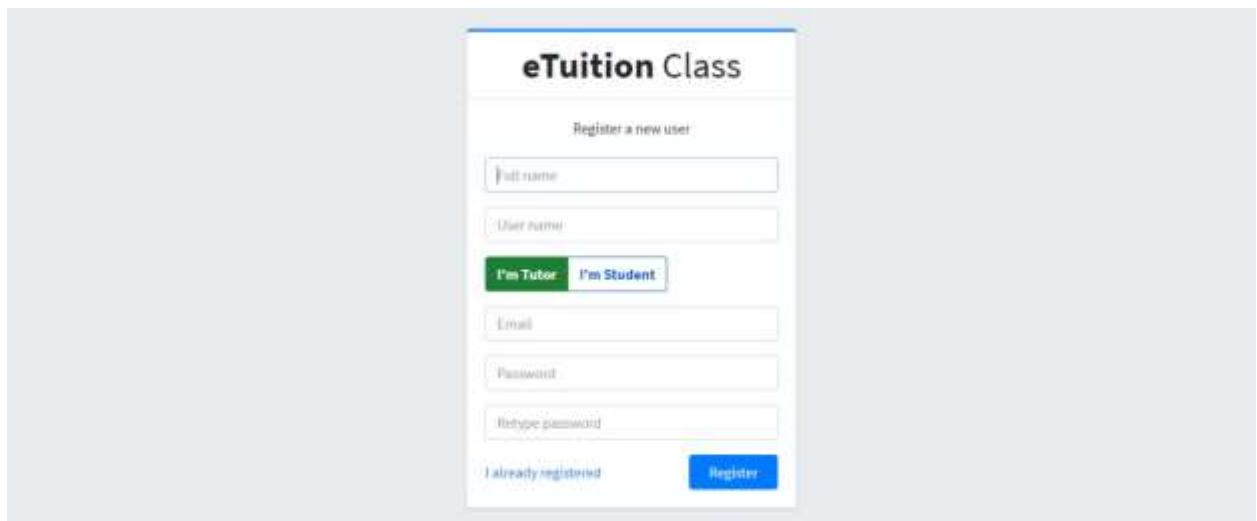 eTuition Class
Register a new user
Full name
User name
I'm Tutor I'm Student
Email
Password
Retype password
I already registered Register